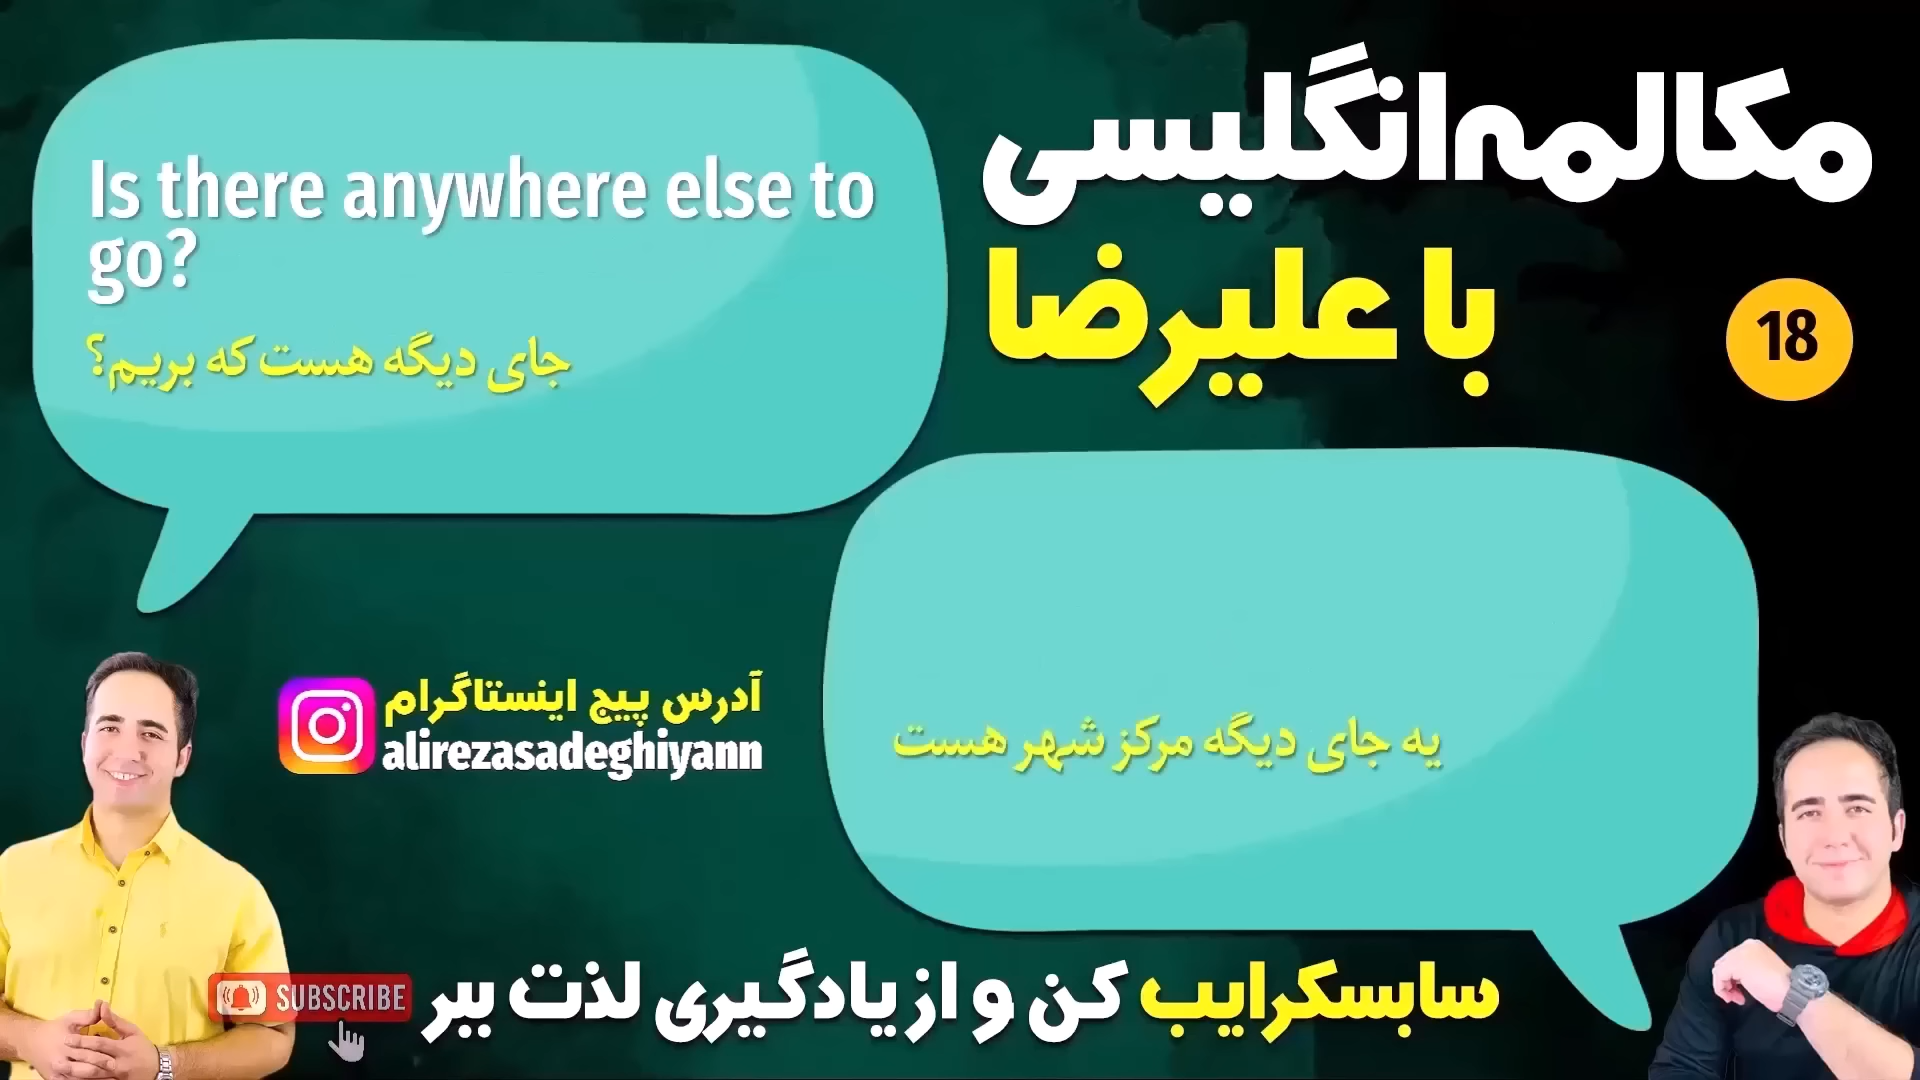 مکالمه انگلیسی
با علیرضا
18
Is there anywhere else to
go?
جای دیگه هست که بریم؟
یه جای دیگه مرکز شهر هست
آدرس پیج اینستاگرام
alirezasadeghiyann
سابسکرایب کن و از یادگیری لذت ببر
SUBSCRIBE